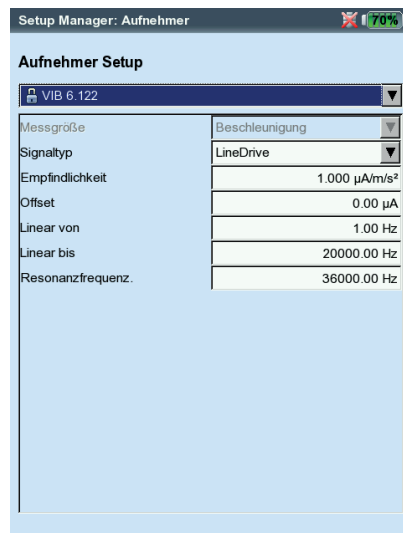 Setup Manager: Aufnehmer 70%
Aufnehmer Setup
VIB 6.122
Messgröße Beschleunigung
Signaltyp LineDrive
Empfindlichkeit 1.000 µA/m/s²
Offset 0.00 µA
Linear von 1.00 Hz
Linear bis 20000.00 Hz
Resonanzfrequenz. 36000.00 Hz